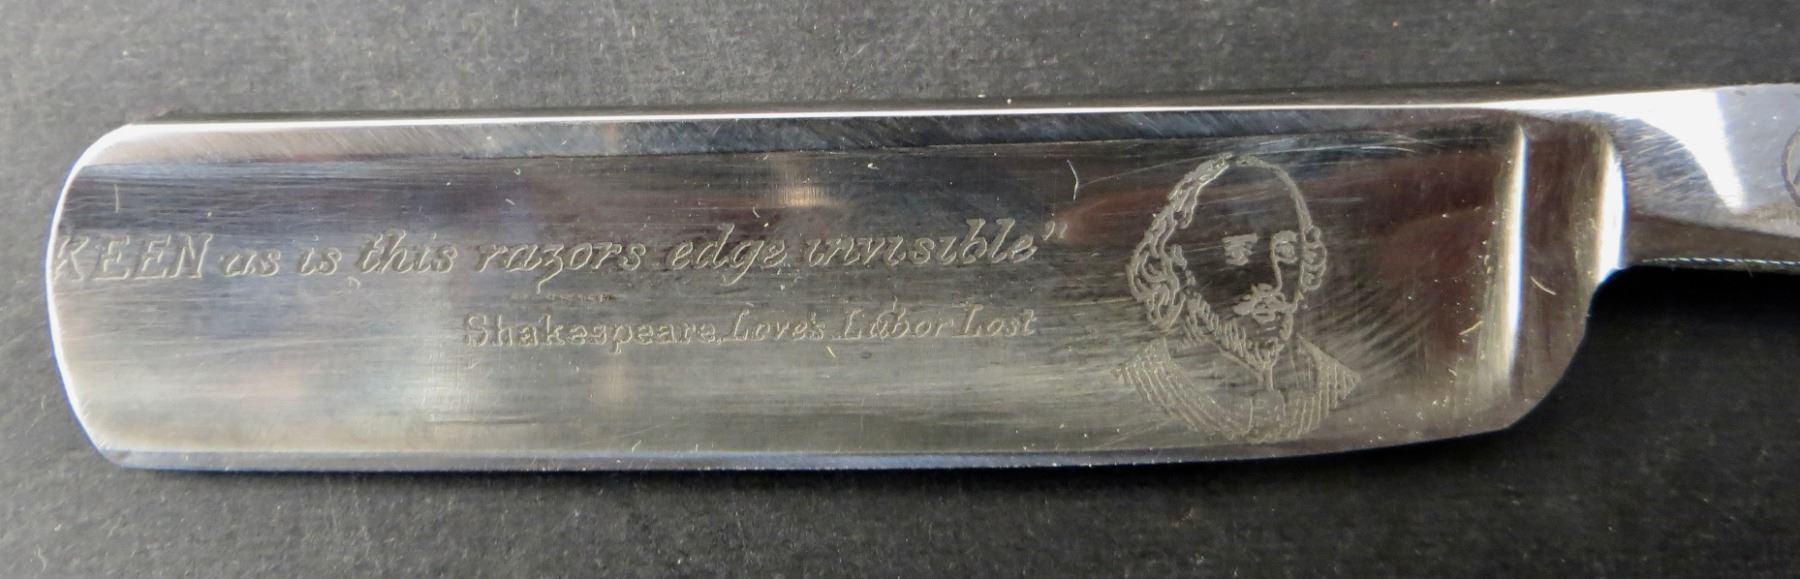 KEEN as is this razors edge invisible"
Shakespeare, Love's Labor Lost